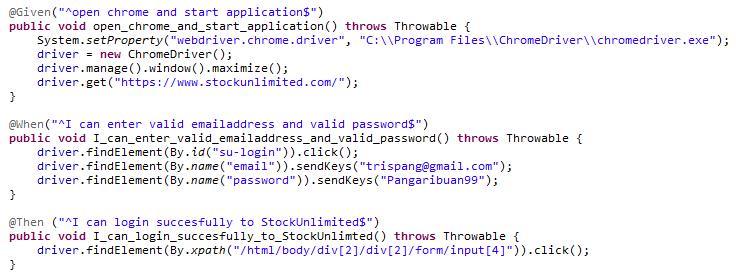 @Given("^open chrome and start application$")
public void open_chrome_and_start_application() throws Throwable {
System.setProperty("webdriver.chrome.driver", "C:\\Program Files\\ChromeDriver\\chromedriver.exe");
driver = new ChromeDriver();
driver.manage().window().maximize();
driver.get("https://www.stockunlimited.com/");
}
@When("^I can enter valid emailaddress and valid password$")
public void I_can_enter_valid_emailaddress_and_valid_password() throws Throwable {
driver.findElement(By.id("su-login")).click();
driver.findElement(By.name("email")).sendKeys("trispang@gmail.com");
driver.findElement(By.name("password")).sendKeys("Pangaribuan99");
}
@Then ("^I can login succesfully to StockUnlimited$")
public void I_can_login_succesfully_to_StockUnlimted() throws Throwable {
driver.findElement(By.xpath("/html/body/div[2]/div[2]/form/input[4]")).click();
}